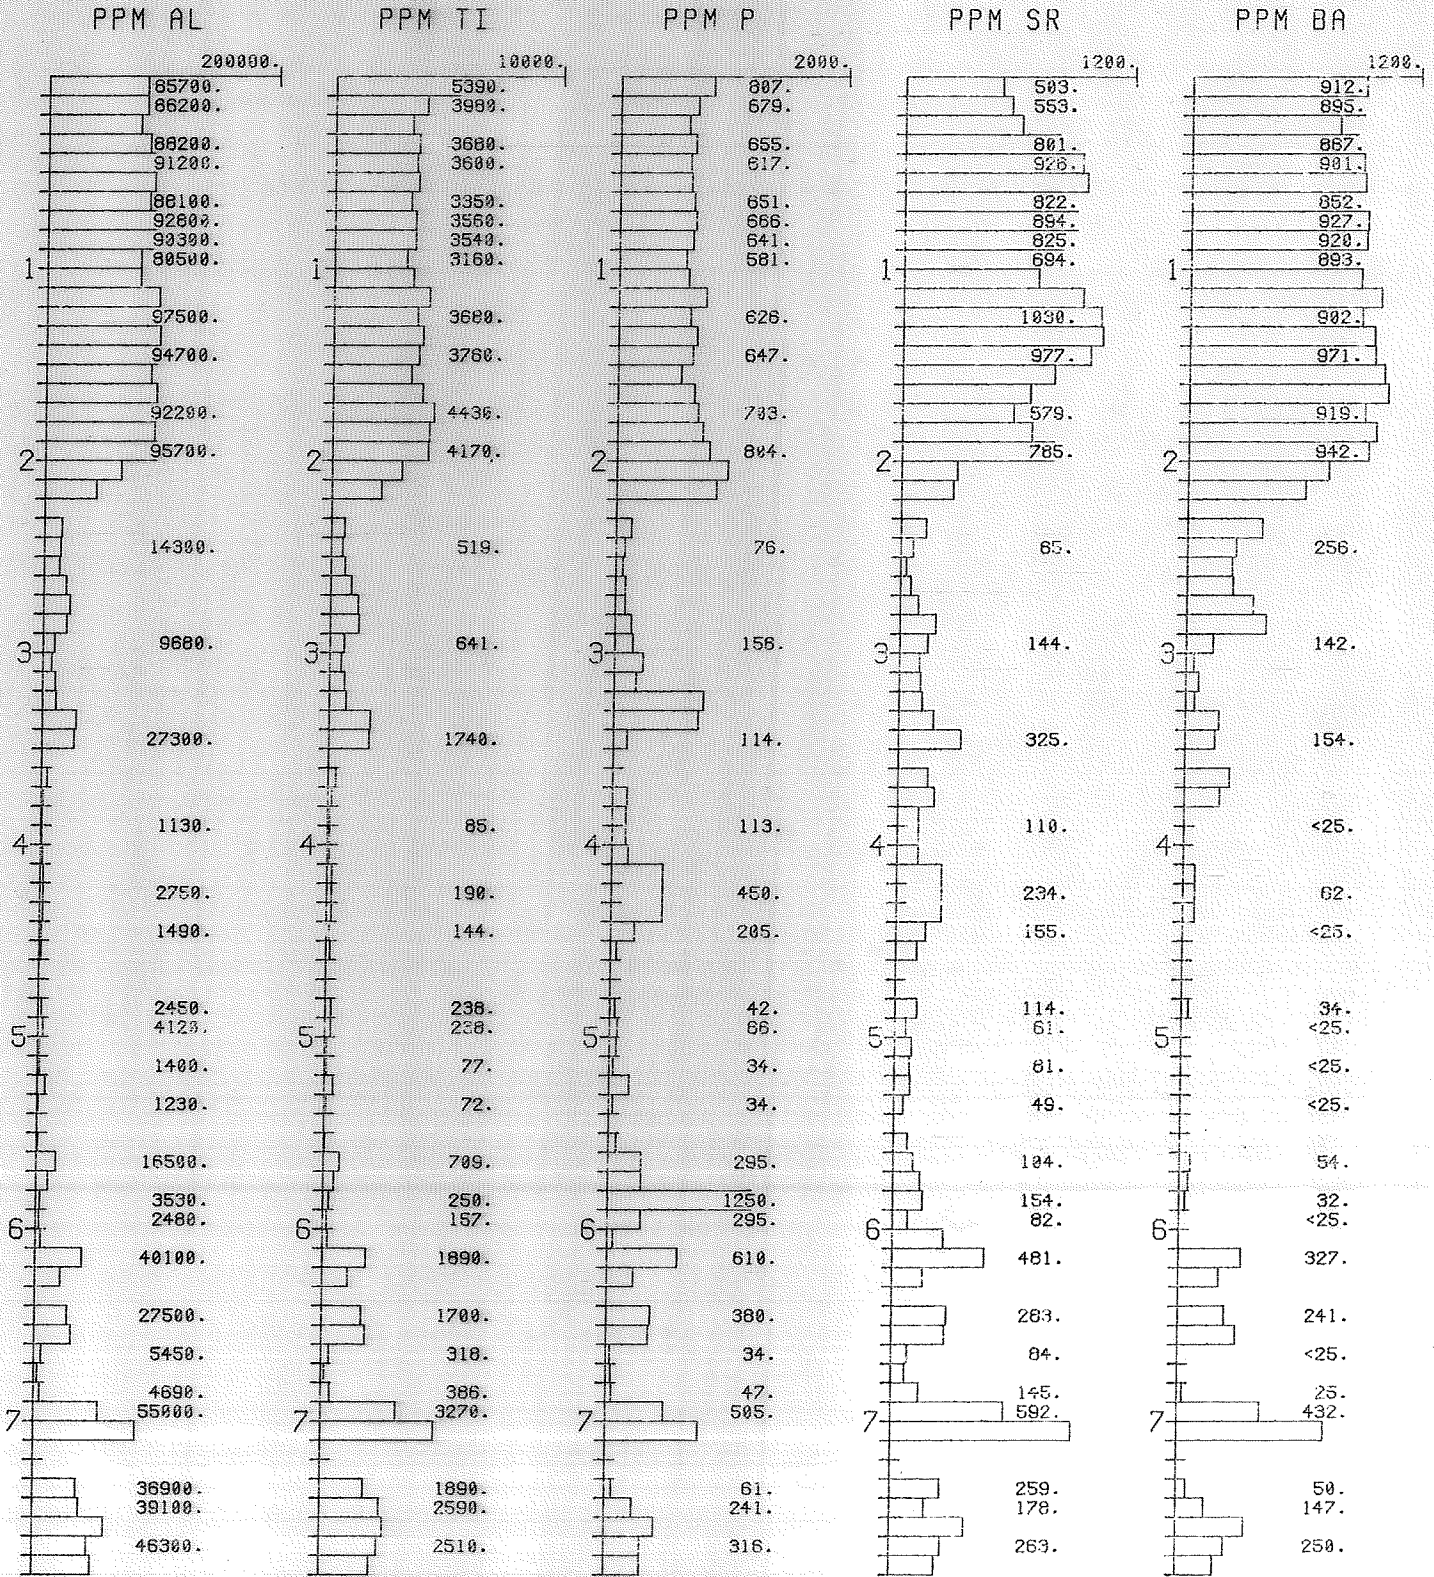 PPM AL PPM TI PPM P PPM SR PPM BA
200000. 10000. 2000. 1200. 1200.
85700. 5390. 807. 503. 912.
86200. 3980. 679. 553. 895.
88200. 3680. 655. 801. 867.
91200. 3600. 617. 926. 901.
88100. 3350. 651. 822. 852.
92800. 3560. 666. 894. 927.
90300. 3540. 641. 825. 920.
80500. 3160. 581. 694. 893.
1 1 1 1 1
97500. 3680. 626. 1030. 902.
94700. 3760. 647. 977. 971.
92200. 4430. 703. 579. 919.
95700. 4170. 804. 785. 942.
2 2 2 2 2
14300. 519. 76. 65. 256.
9680. 641. 156. 144. 142.
3 3 3 3 3
27300. 1740. 114. 325. 154.
1130. 85. 113. 110. <25.
4 4 4 4 4
2750. 190. 450. 234. 62.
1490. 144. 205. 155. <25.
2450. 238. 42. 114. 34.
4120. 238. 66. 61. <25.
5 5 5 5 5
1400. 77. 34. 81. <25.
1230. 72. 34. 49. <25.
16500. 709. 295. 104. 54.
3530. 250. 1250. 154. 32.
2480. 157. 295. 82. <25.
6 6 6 6 6
40100. 1890. 610. 481. 327.
27500. 1700. 380. 283. 241.
5450. 318. 34. 84. <25.
4690. 386. 47. 145. 25.
55000. 3270. 505. 592. 432.
7 7 7 7 7
36900. 1890. 61. 259. 50.
39100. 2590. 241. 178. 147.
46300. 2510. 316. 263. 250.